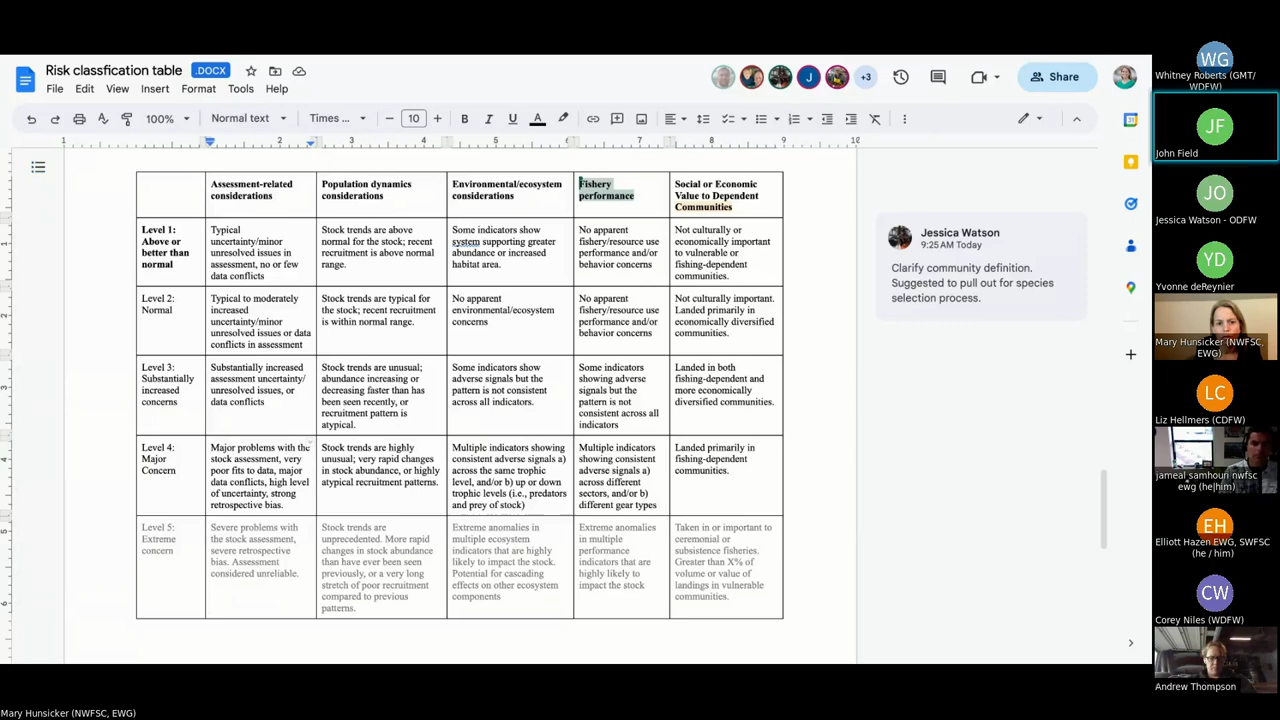 Risk classfication table
.DOCX
File Edit View Insert Format Tools Help
+3
Share
100%
Normal text
Times ...
10
1 1 2 3 4 5 6 7 8 9 10
Assessment-related
considerations
Population dynamics
considerations
Environmental/ecosystem
considerations
Fishery
performance
Social or Economic
Value to Dependent
Communities
Level 1:
Above or
better than
normal
Typical
uncertainty/minor
unresolved issues in
assessment, no or few
data conflicts
Stock trends are above
normal for the stock; recent
recruitment is above normal
range.
Some indicators show
system supporting greater
abundance or increased
habitat area.
No apparent
fishery/resource use
performance and/or
behavior concerns
Not culturally or
economically important
to vulnerable or
fishing-dependent
communities.
Level 2:
Normal
Typical to moderately
increased
uncertainty/minor
unresolved issues or data
conflicts in assessment
Stock trends are typical for
the stock; recent recruitment
is within normal range.
No apparent
environmental/ecosystem
concerns
No apparent
fishery/resource use
performance and/or
behavior concerns
Not culturally important.
Landed primarily in
economically diversified
communities.
Level 3:
Substantially
increased
concerns
Substantially increased
assessment uncertainty/
unresolved issues, or
data conflicts
Stock trends are unusual;
abundance increasing or
decreasing faster than has
been seen recently, or
recruitment pattern is
atypical.
Some indicators show
adverse signals but the
pattern is not consistent
across all indicators.
Some indicators
showing adverse
signals but the
pattern is not
consistent across all
indicators
Landed in both
fishing-dependent and
more economically
diversified communities.
Level 4:
Major
Concern
Major problems with the
stock assessment, very
poor fits to data, major
data conflicts, high level
of uncertainty, strong
retrospective bias.
Stock trends are highly
unusual; very rapid changes
in stock abundance, or highly
atypical recruitment patterns.
Multiple indicators showing
consistent adverse signals a)
across the same trophic
level, and/or b) up or down
trophic levels (i.e., predators
and prey of stock)
Multiple indicators
showing consistent
adverse signals a)
across different
sectors, and/or b)
different gear types
Landed primarily in
fishing-dependent
communities.
Level 5:
Extreme
concern
Severe problems with
the stock assessment,
severe retrospective
bias. Assessment
considered unreliable.
Stock trends are
unprecedented. More rapid
changes in stock abundance
than have ever been seen
previously, or a very long
stretch of poor recruitment
compared to previous
patterns.
Extreme anomalies in
multiple ecosystem
indicators that are highly
likely to impact the stock.
Potential for cascading
effects on other ecosystem
components
Extreme anomalies
in multiple
performance
indicators that are
highly likely to
impact the stock
Taken in or important to
ceremonial or
subsistence fisheries.
Greater than X% of
volume or value of
landings in vulnerable
communities.
1
2
3
4
5
6
Jessica Watson
9:25 AM Today
Clarify community definition.
Suggested to pull out for species
selection process.
WG
Whitney Roberts (GMT/
WDFW)
JF
John Field
JO
Jessica Watson - ODFW
YD
Yvonne deReynier
Mary Hunsicker (NWFSC,
EWG)
LC
Liz Hellmers (CDFW)
jameal samhouri nwfsc
ewg (he|him)
EH
Elliott Hazen EWG, SWFSC
(he / him)
CW
Corey Niles (WDFW)
Andrew Thompson
Mary Hunsicker (NWFSC, EWG)